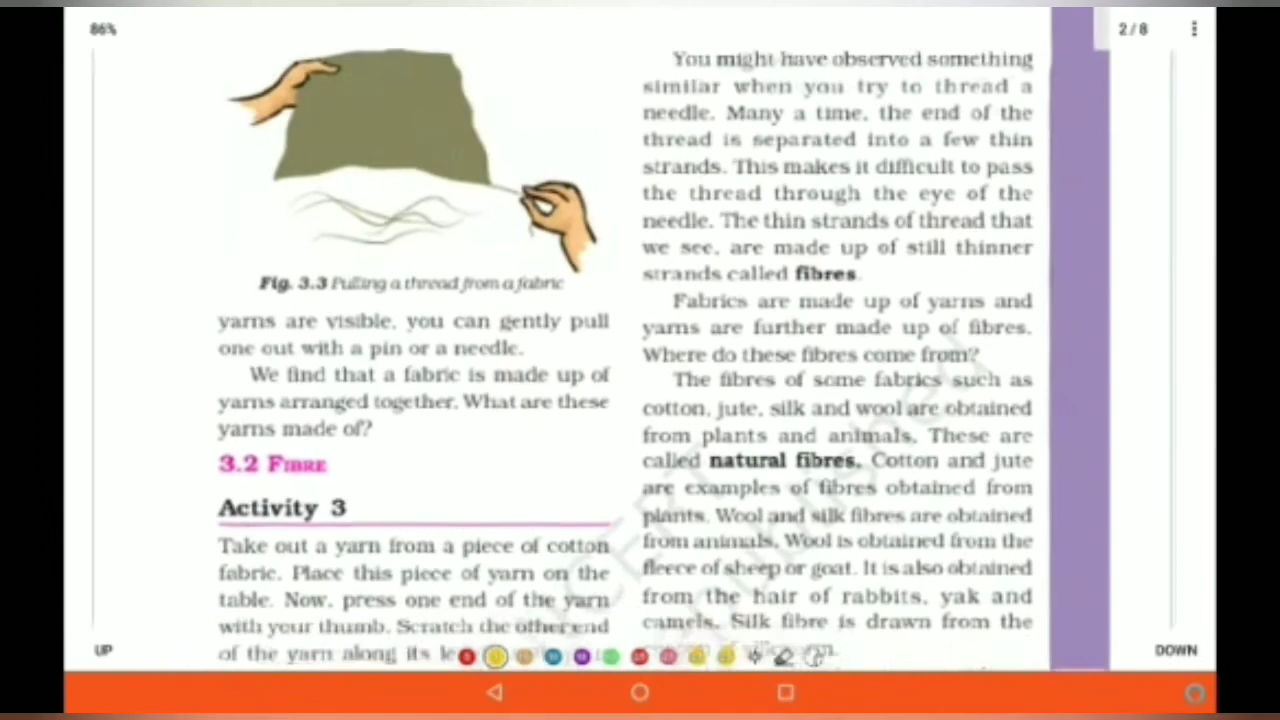 86%
2/8
Fig. 3.3 Pulling a thread from a fabric
yarns are visible, you can gently pull
one out with a pin or a needle.
We find that a fabric is made up of
yarns arranged together. What are these
yarns made of?
3.2 FIBRE
Activity 3
Take out a yarn from a piece of cotton
fabric. Place this piece of yarn on the
table. Now, press one end of the yarn
with your thumb. Scratch the other end
of the yarn along its
You might have observed something
similar when you try to thread a
needle. Many a time, the end of the
thread is separated into a few thin
strands. This makes it difficult to pass
the thread through the eye of the
needle. The thin strands of thread that
we see, are made up of still thinner
strands called fibres.
Fabrics are made up of yarns and
yarns are further made up of fibres.
Where do these fibres come from?
The fibres of some fabrics such as
cotton, jute, silk and wool are obtained
from plants and animals. These are
called natural fibres. Cotton and jute
are examples of fibres obtained from
plants. Wool and silk fibres are obtained
from animals. Wool is obtained from the
fleece of sheep or goat. It is also obtained
from the hair of rabbits, yak and
camels. Silk fibre is drawn from the
UP
DOWN